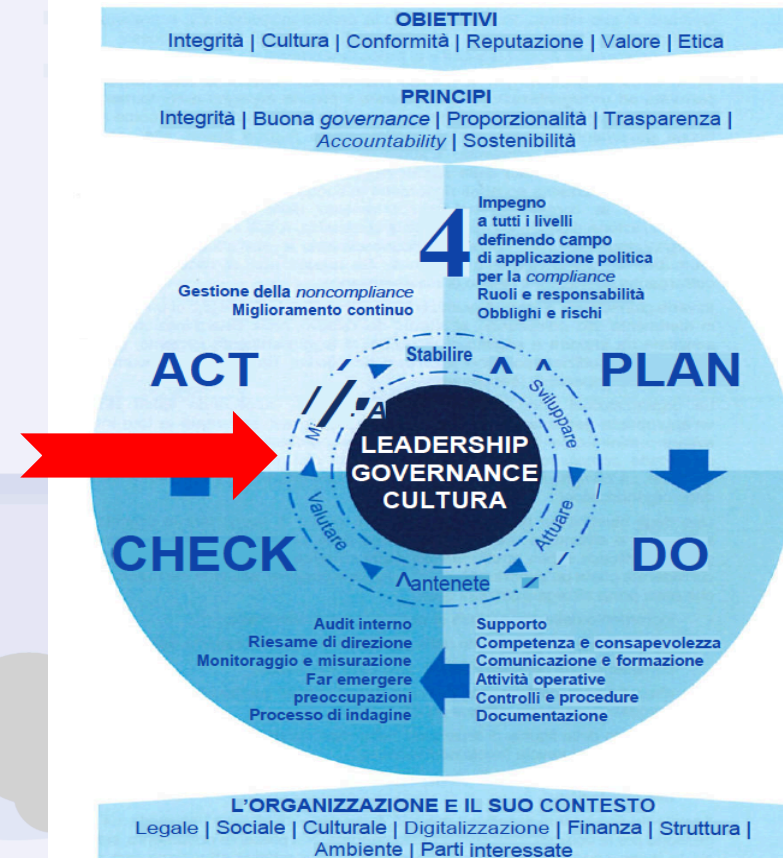 OBIETTIVI
Integrità | Cultura | Conformità | Reputazione | Valore | Etica
PRINCIPI
Integrità | Buona governance | Proporzionalità | Trasparenza |
Accountability | Sostenibilità
4
Impegno
a tutti i livelli
definendo campo
di applicazione politica
per la compliance
Ruoli e responsabilità
Obblighi e rischi
Gestione della noncompliance
Miglioramento continuo
ACT
PLAN
Stabilire
Sviluppare
Attuare
antenete
Valutare
Mi
LEADERSHIP
GOVERNANCE
CULTURA
CHECK
DO
Audit interno
Riesame di direzione
Monitoraggio e misurazione
Far emergere
preoccupazioni
Processo di indagine
Supporto
Competenza e consapevolezza
Comunicazione e formazione
Attività operative
Controlli e procedure
Documentazione
L'ORGANIZZAZIONE E IL SUO CONTESTO
Legale | Sociale | Culturale | Digitalizzazione | Finanza | Struttura |
Ambiente | Parti interessate